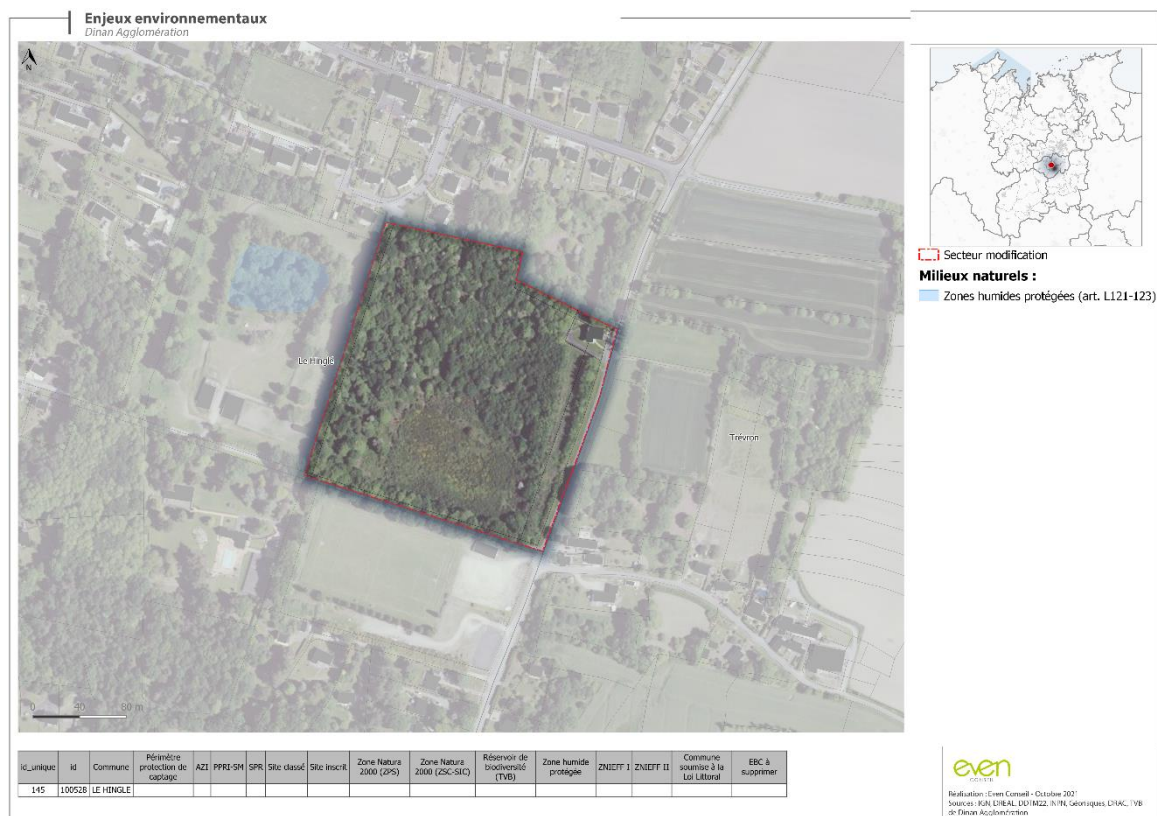 Enjeux environnementaux
Dinan Agglomération
N
Le Hinglé
Trévron
0 40 80 m
Secteur modification
Milieux naturels :
Zones humides protégées (art. L121-123)
id_unique id Commune Périmètre protection de captage AZI PPRI-SM SPR Site classé Site inscrit Zone Natura 2000 (ZPS) Zone Natura 2000 (ZSC-SIC) Réservoir de biodiversité (TVB) Zone humide protégée ZNIEFF I ZNIEFF II Commune soumise à la Loi Littoral EBC à supprimer
145 100528 LE HINGLE
even
CONSEIL
Réalisation : Even Conseil - Octobre 2021
Sources : IGN, DREAL, DDTM22, INPN, Géorisques, DRAC, TVB
de Dinan Agglomération